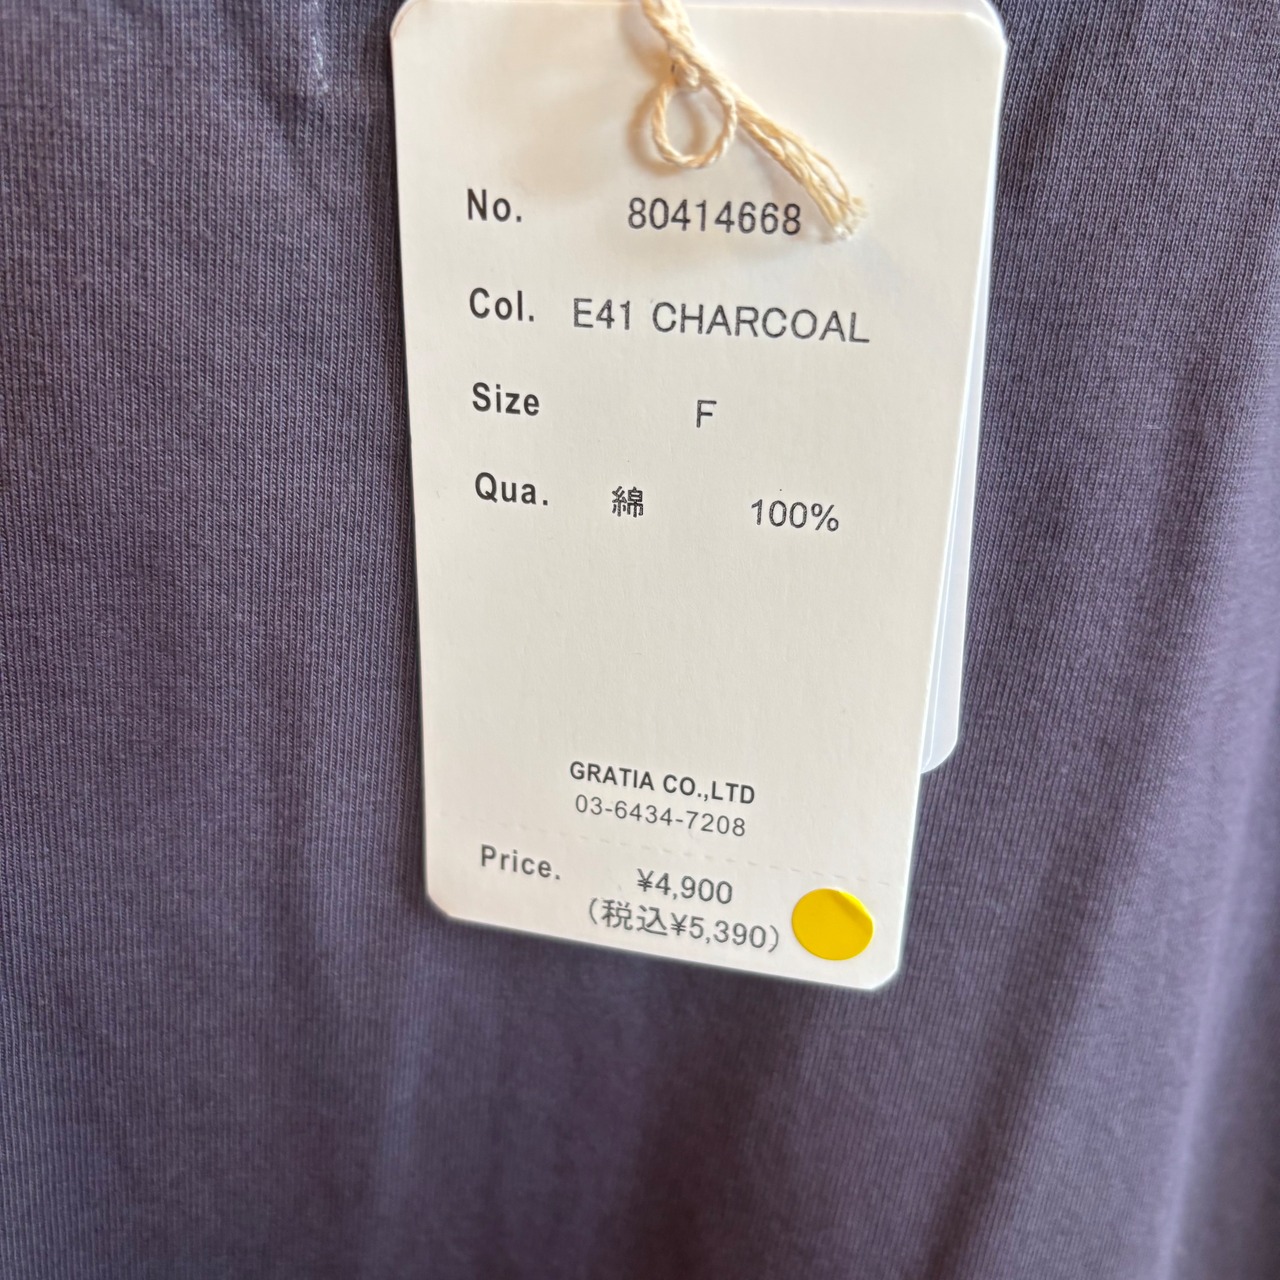 No. 80414668
Col. E41 CHARCOAL
Size F
Qua. 綿 100%
GRATIA CO.,LTD
03-6434-7208
Price. ¥4,900
(税込¥5,390)